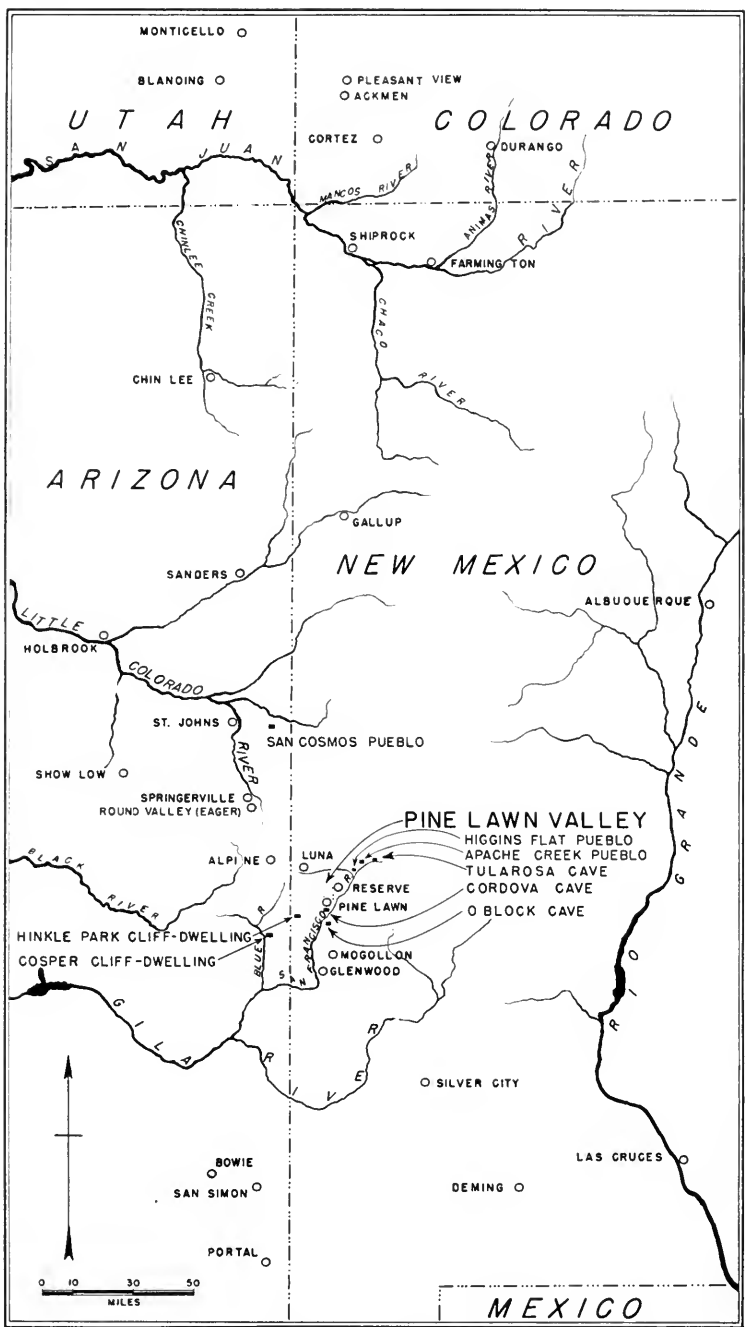 MONTICELLO
BLANDING
PLEASANT VIEW
ACKMEN
UTAH
COLORADO
CORTEZ
DURANGO
SAN JUAN
MANCOS RIVER
ANIMAS RIVER
RIVER
SHIPROCK
FARMINGTON
CHINLEE CREEK
CHACO RIVER
CHIN LEE
ARIZONA
GALLUP
NEW MEXICO
SANDERS
ALBUQUERQUE
LITTLE
HOLBROOK
COLORADO
RIVER
ST. JOHNS
SAN COSMOS PUEBLO
SHOW LOW
SPRINGERVILLE
ROUND VALLEY (EAGER)
PINE LAWN VALLEY
HIGGINS FLAT PUEBLO
APACHE CREEK PUEBLO
TULAROSA CAVE
CORDOVA CAVE
O BLOCK CAVE
BLACK RIVER
ALPINE
LUNA
RESERVE
PINE LAWN
HINKLE PARK CLIFF-DWELLING
COSPER CLIFF-DWELLING
BLUE R
SAN FRANCISCO R
MOGOLLON
GLENWOOD
GILA RIVER
RIO GRANDE
SILVER CITY
BOWIE
SAN SIMON
LAS CRUCES
DEMING
PORTAL
0 10 30 50
MILES
MEXICO